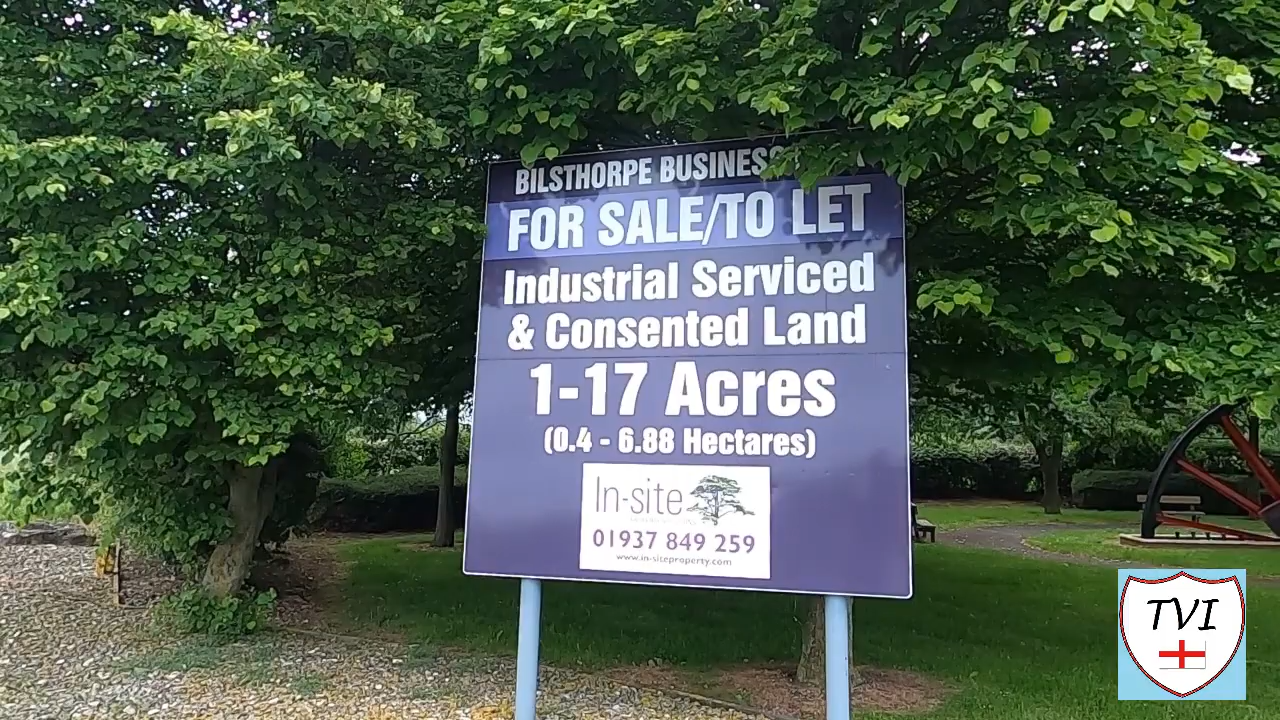 BILSTHORPE BUSINESS
FOR SALE/TO LET
Industrial Serviced
& Consented Land
1-17 Acres
(0.4 - 6.88 Hectares)
In-site
01937 849 259
www.in-siteproperty.com
TVI